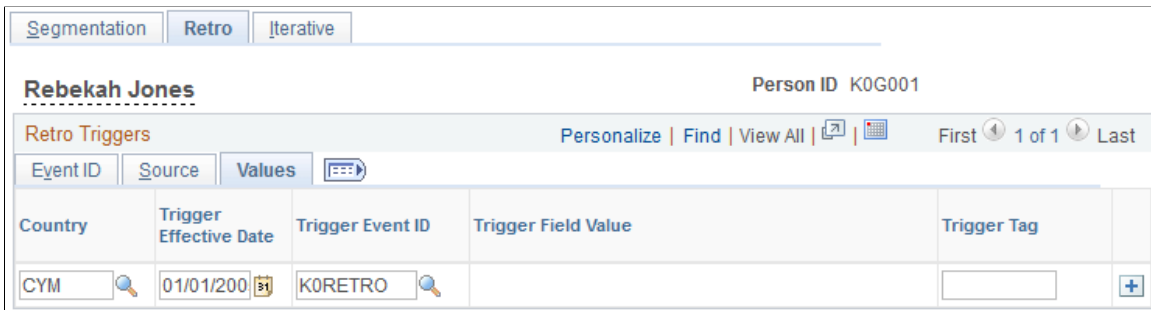 Segmentation Retro Iterative
Rebekah Jones Person ID K0G001
Retro Triggers Personalize | Find | View All | | First 1 of 1 Last
Event ID Source Values
Country Trigger Effective Date Trigger Event ID Trigger Field Value Trigger Tag
CYM 01/01/200 31 K0RETRO +